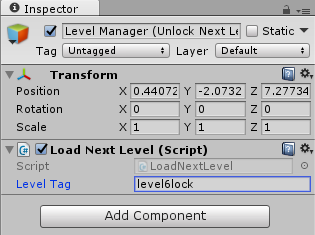 Inspector
Level Manager (Unlock Next Le
Static
Tag Untagged Layer Default
Transform
Position X 0.44072 Y -2.0732 Z 7.27734
Rotation X 0 Y 0 Z 0
Scale X 1 Y 1 Z 1
Load Next Level (Script)
Script LoadNextLevel
Level Tag level6lock
Add Component